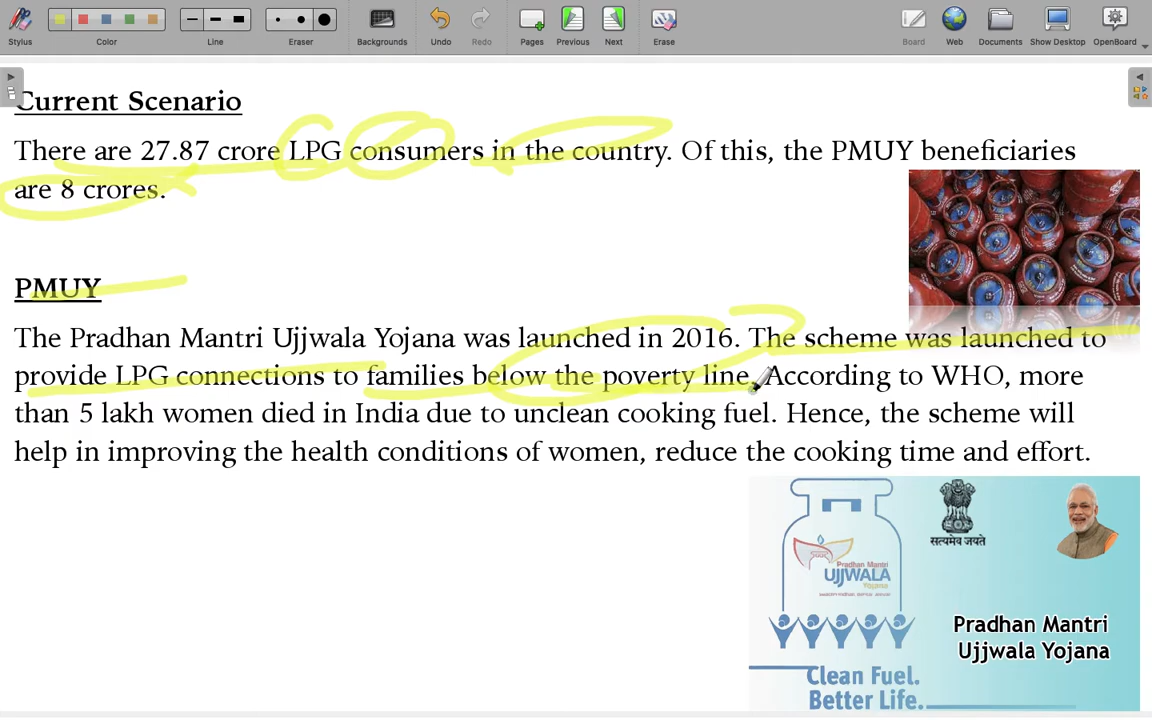 Stylus
Color
Line
Eraser
Backgrounds
Undo
Redo
Pages
Previous
Next
Erase
Board
Web
Documents
Show Desktop
OpenBoard
Current Scenario
There are 27.87 crore LPG consumers in the country. Of this, the PMUY beneficiaries
are 8 crores.
PMUY
The Pradhan Mantri Ujjwala Yojana was launched in 2016. The scheme was launched to
provide LPG connections to families below the poverty line. According to WHO, more
than 5 lakh women died in India due to unclean cooking fuel. Hence, the scheme will
help in improving the health conditions of women, reduce the cooking time and effort.
सत्यमेव जयते
Pradhan Mantri
UJJWALA
Yojana
Pradhan Mantri
Ujjwala Yojana
Clean Fuel.
Better Life.